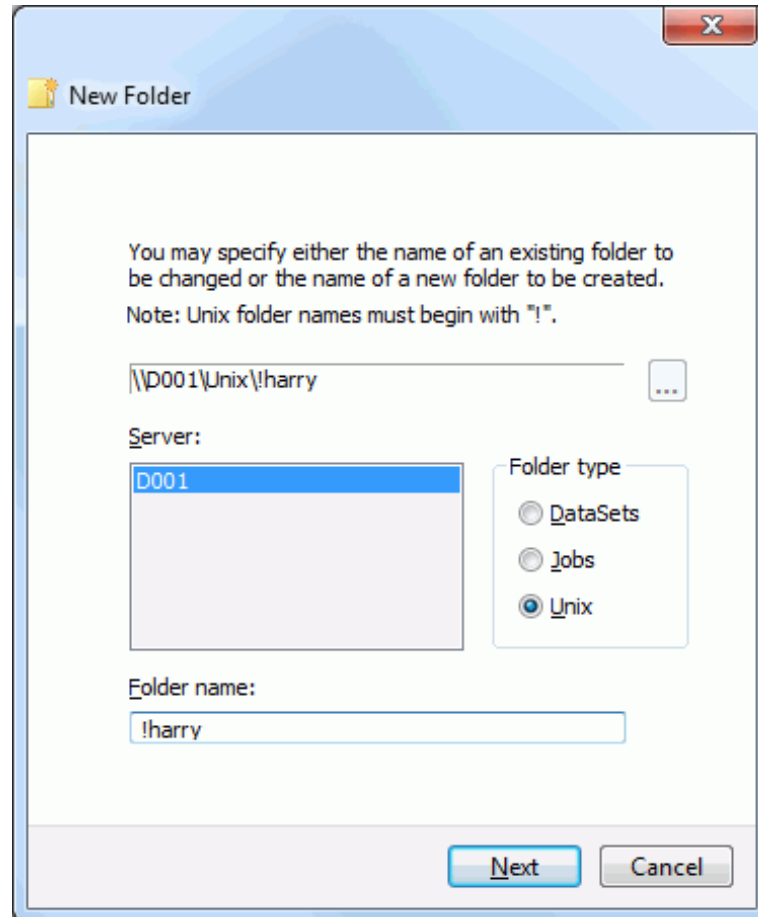 New Folder
You may specify either the name of an existing folder to
be changed or the name of a new folder to be created.
Note: Unix folder names must begin with "!".
\\D001\Unix\!harry
...
Server:
D001
Folder type
DataSets
Jobs
Unix
Folder name:
!harry
Next
Cancel